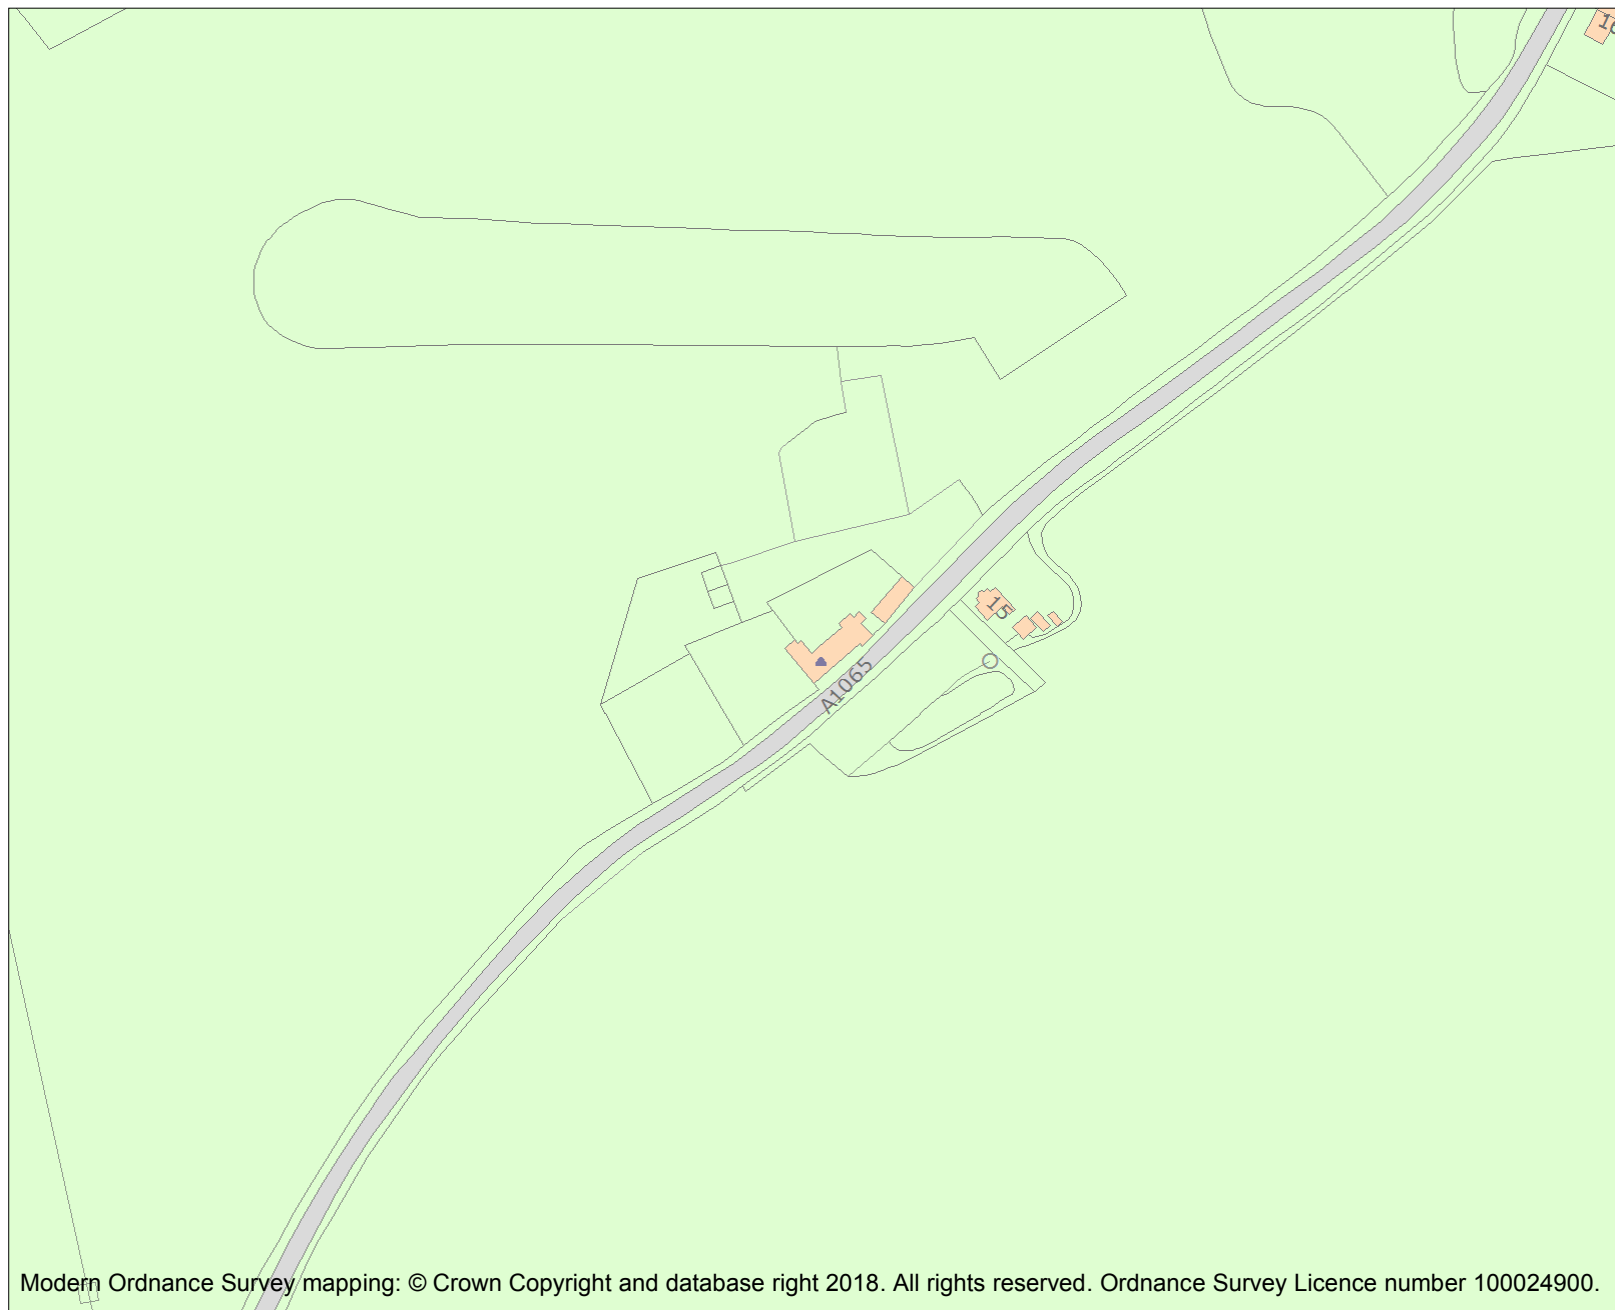 15
A1065
Modern Ordnance Survey mapping: © Crown Copyright and database right 2018. All rights reserved. Ordnance Survey Licence number 100024900.